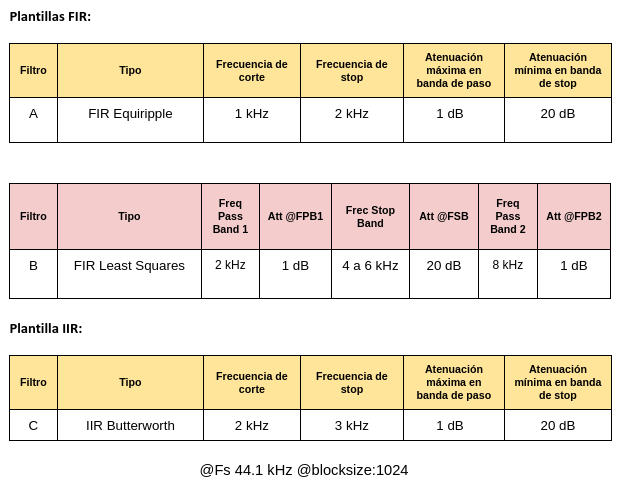 Plantillas FIR:
Filtro Tipo Frecuencia de corte Frecuencia de stop Atenuación máxima en banda de paso Atenuación mínima en banda de stop
A FIR Equiripple 1 kHz 2 kHz 1 dB 20 dB
Filtro Tipo Freq Pass Band 1 Att @FPB1 Frec Stop Band Att @FSB Freq Pass Band 2 Att @FPB2
B FIR Least Squares 2 kHz 1 dB 4 a 6 kHz 20 dB 8 kHz 1 dB
Plantilla IIR:
Filtro Tipo Frecuencia de corte Frecuencia de stop Atenuación máxima en banda de paso Atenuación mínima en banda de stop
C IIR Butterworth 2 kHz 3 kHz 1 dB 20 dB
@Fs 44.1 kHz @blocksize:1024